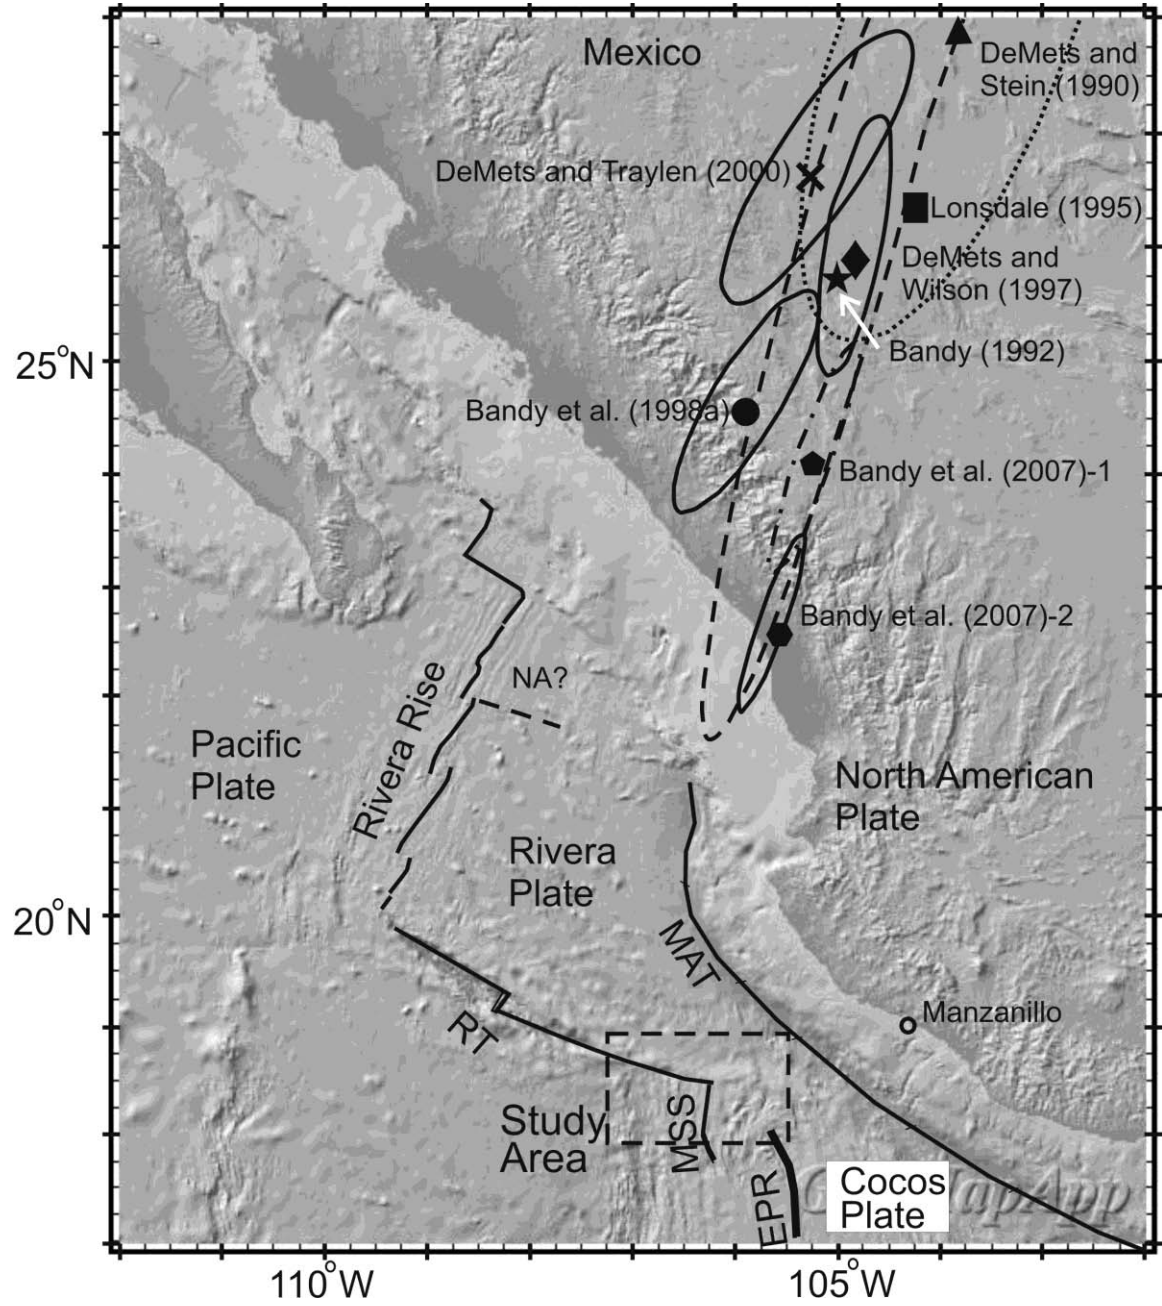 Mexico
DeMets and
Stein (1990)
DeMets and Traylen (2000)
Lonsdale (1995)
DeMets and
Wilson (1997)
25°N
Bandy (1992)
Bandy et al. (1998a)
Bandy et al. (2007)-1
Bandy et al. (2007)-2
NA?
Rivera Rise
Pacific
Plate
North American
Plate
Rivera
Plate
20°N
MAT
Manzanillo
RT
Study
Area
MSS
EPR
Cocos
Plate
110°W
105°W